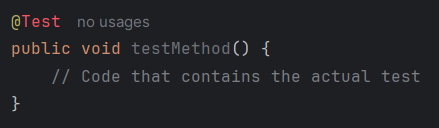 @Test no usages
public void testMethod() {
    // Code that contains the actual test
}